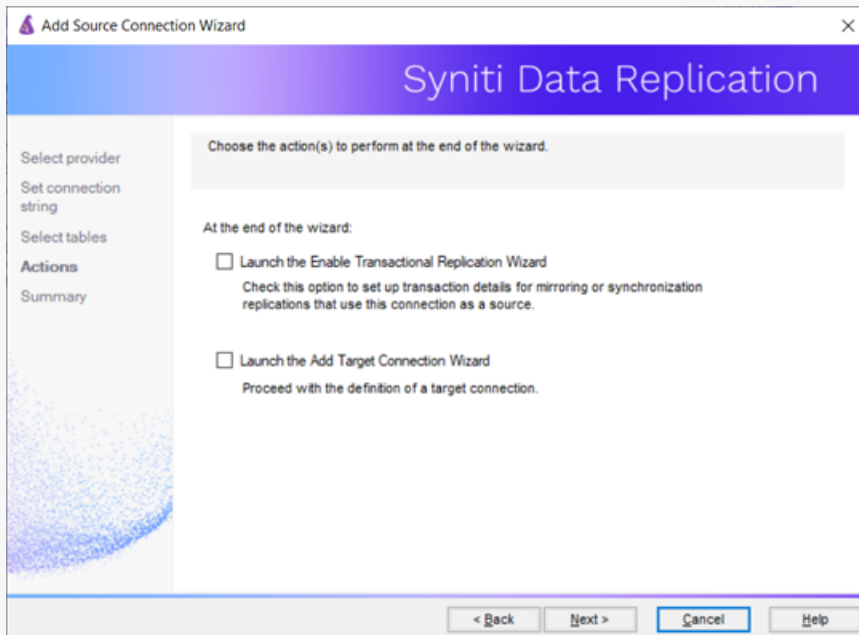 Add Source Connection Wizard
Syniti Data Replication
Select provider
Set connection
string
Select tables
Actions
Summary
Choose the action(s) to perform at the end of the wizard.
At the end of the wizard:
Launch the Enable Transactional Replication Wizard
Check this option to set up transaction details for mirroring or synchronization
replications that use this connection as a source.
Launch the Add Target Connection Wizard
Proceed with the definition of a target connection.
< Back
Next >
Cancel
Help